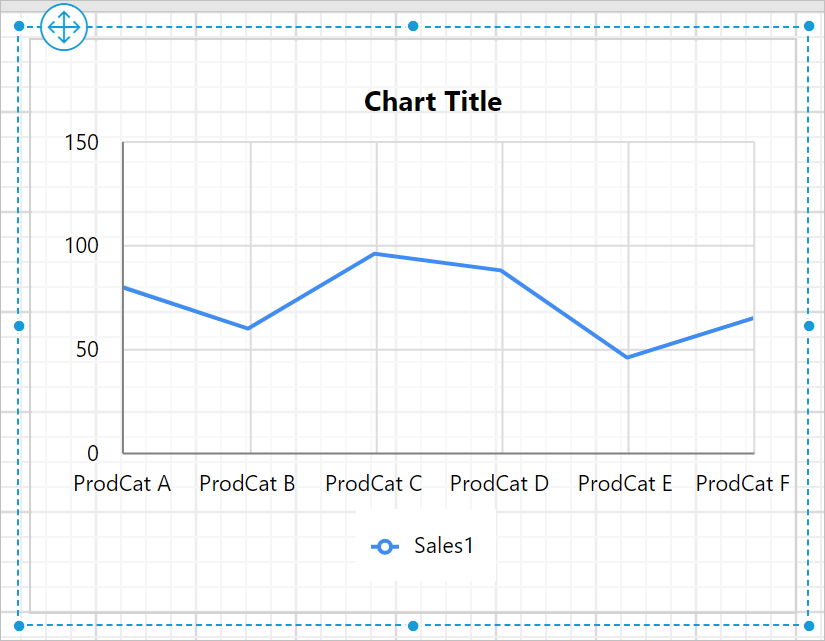 Chart Title
150
100
50
0
ProdCat A ProdCat B ProdCat C ProdCat D ProdCat E ProdCat F
Sales1